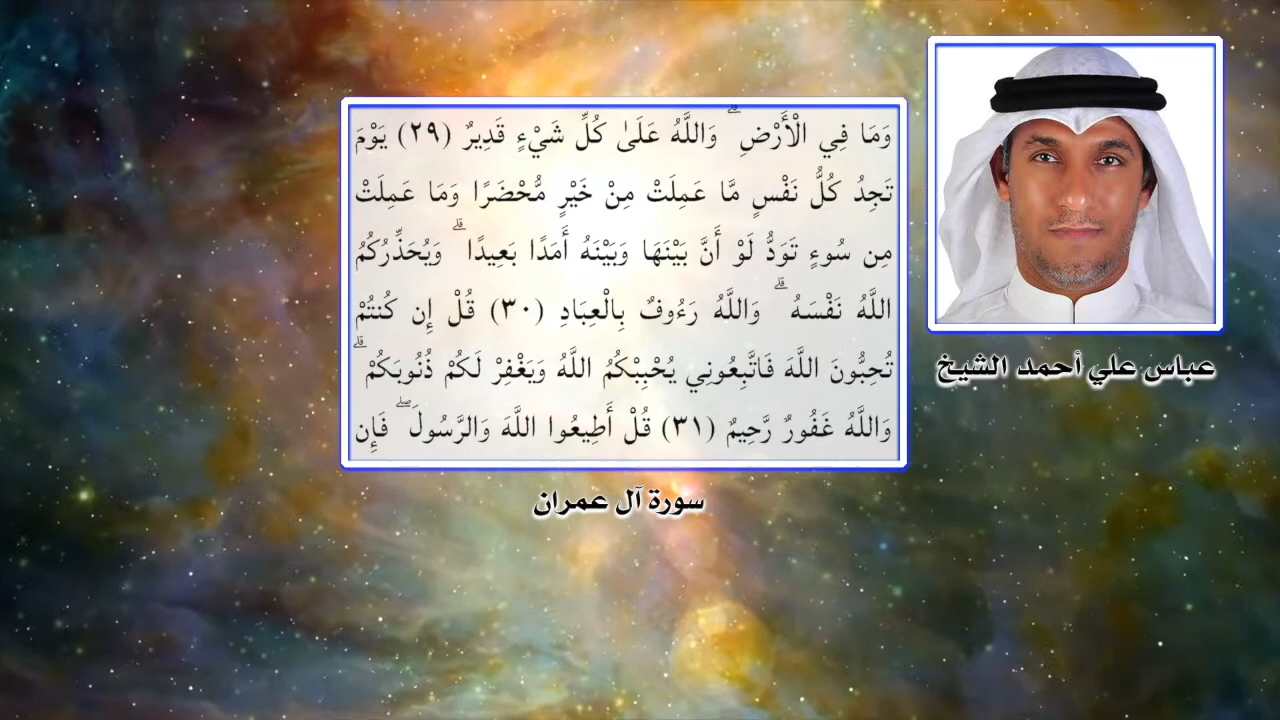 وَمَا فِي الْأَرْضِ ۗ وَاللَّهُ عَلَىٰ كُلِّ شَيْءٍ قَدِيرٌ (٢٩) يَوْمَ
تَجِدُ كُلُّ نَفْسٍ مَّا عَمِلَتْ مِنْ خَيْرٍ مُّحْضَرًا وَمَا عَمِلَتْ
مِن سُوءٍ تَوَدُّ لَوْ أَنَّ بَيْنَهَا وَبَيْنَهُ أَمَدًا بَعِيدًا ۗ وَيُحَذِّرُكُمُ
اللَّهُ نَفْسَهُ ۗ وَاللَّهُ رَءُوفٌ بِالْعِبَادِ (٣٠) قُلْ إِن كُنتُمْ
تُحِبُّونَ اللَّهَ فَاتَّبِعُونِي يُحْبِبْكُمُ اللَّهُ وَيَغْفِرْ لَكُمْ ذُنُوبَكُمْ ۗ
وَاللَّهُ غَفُورٌ رَّحِيمٌ (٣١) قُلْ أَطِيعُوا اللَّهَ وَالرَّسُولَ ۖ فَإِن
عباس علي أحمد الشيخ
سورة آل عمران